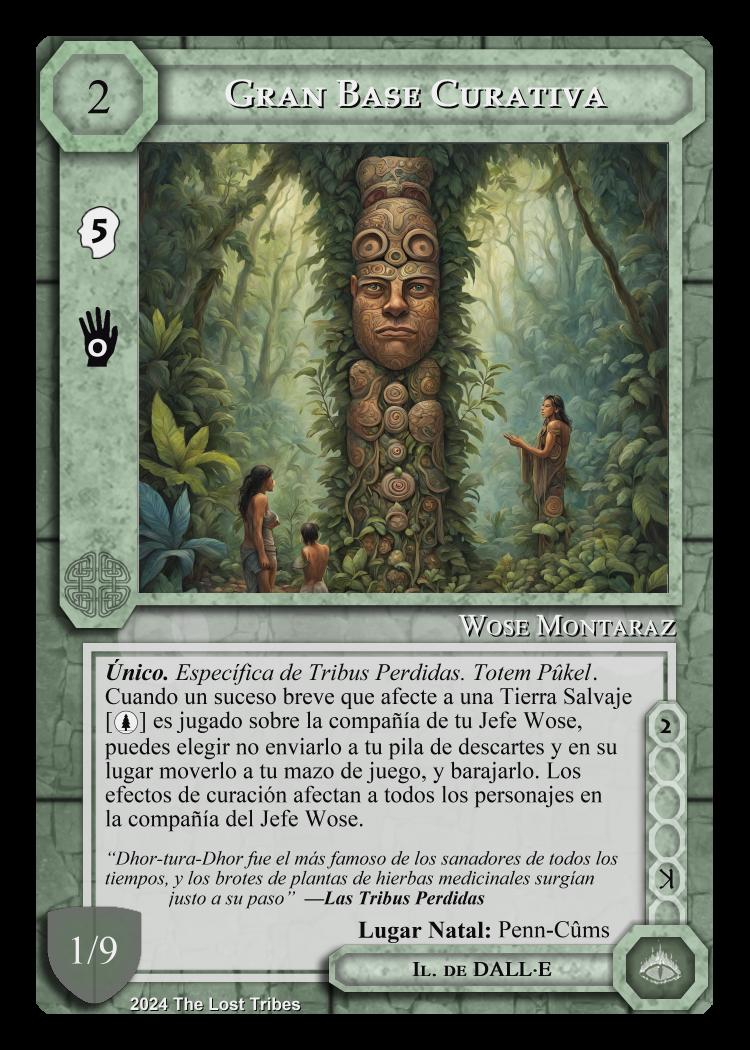 2
Gran Base Curativa
5
0
Wose Montaraz
Único. Específica de Tribus Perdidas. Totem Pûkel.
Cuando un suceso breve que afecte a una Tierra Salvaje
[ ] es jugado sobre la compañía de tu Jefe Wose,
puedes elegir no enviarlo a tu pila de descartes y en su
lugar moverlo a tu mazo de juego, y barajarlo. Los
efectos de curación afectan a todos los personajes en
la compañía del Jefe Wose.
2
“Dhor-tura-Dhor fue el más famoso de los sanadores de todos los
tiempos, y los brotes de plantas de hierbas medicinales surgían
justo a su paso” —Las Tribus Perdidas
Lugar Natal: Penn-Cûms
1/9
Il. de DALL·E
2024 The Lost Tribes